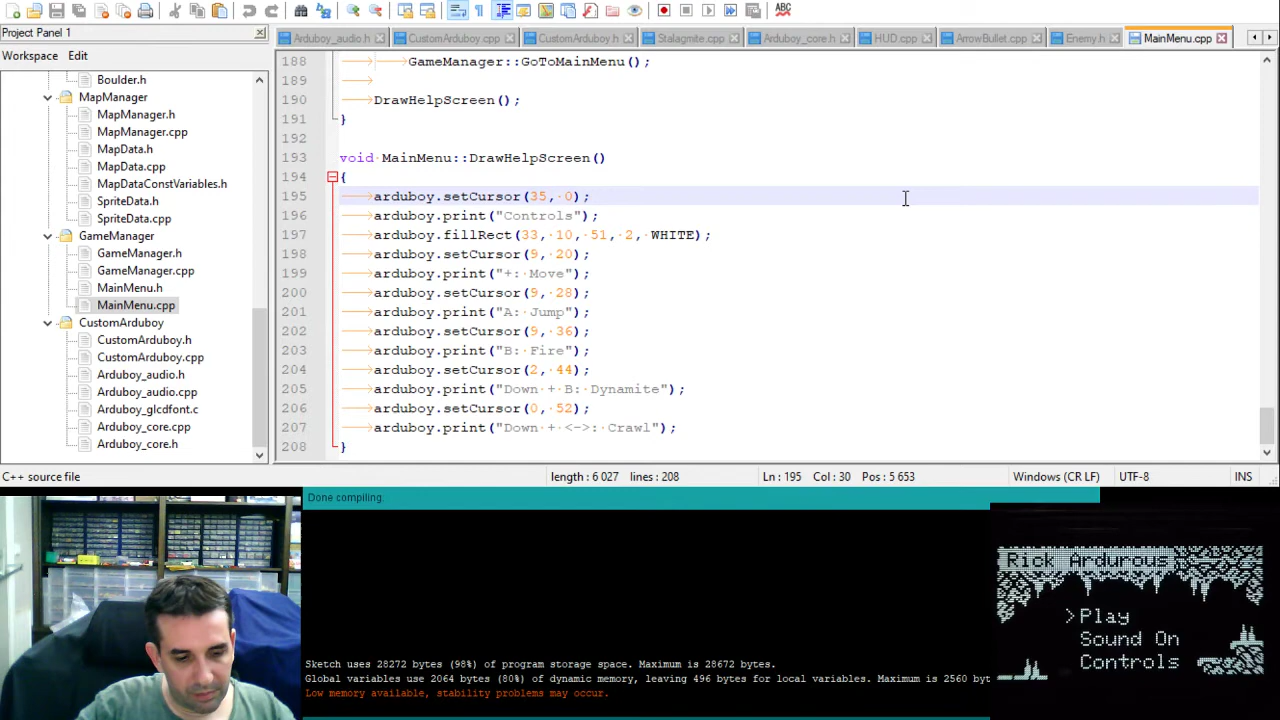 Project Panel 1
Workspace Edit
Boulder.h
MapManager
MapManager.h
MapManager.cpp
MapData.h
MapData.cpp
MapDataConstVariables.h
SpriteData.h
SpriteData.cpp
GameManager
GameManager.h
GameManager.cpp
MainMenu.h
MainMenu.cpp
CustomArduboy
CustomArduboy.h
CustomArduboy.cpp
Arduboy_audio.h
Arduboy_audio.cpp
Arduboy_glcdfont.c
Arduboy_core.cpp
Arduboy_core.h
ABC
Arduboy_audio.h CustomArduboy.cpp CustomArduboy.h Stalagmite.cpp Arduboy_core.h HUD.cpp ArrowBullet.cpp Enemy.h MainMenu.cpp
188 GameManager::GoToMainMenu();
189
190 DrawHelpScreen();
191 }
192
193 void MainMenu::DrawHelpScreen()
194 {
195 arduboy.setCursor(35, 0);
196 arduboy.print("Controls");
197 arduboy.fillRect(33, 10, 51, 2, WHITE);
198 arduboy.setCursor(9, 20);
199 arduboy.print("+: Move");
200 arduboy.setCursor(9, 28);
201 arduboy.print("A: Jump");
202 arduboy.setCursor(9, 36);
203 arduboy.print("B: Fire");
204 arduboy.setCursor(2, 44);
205 arduboy.print("Down + B: Dynamite");
206 arduboy.setCursor(0, 52);
207 arduboy.print("Down + <->: Crawl");
208 }
C++ source file length : 6 027 lines : 208 Ln : 195 Col : 30 Pos : 5 653 Windows (CR LF) UTF-8 INS
Done compiling.
Sketch uses 28272 bytes (98%) of program storage space. Maximum is 28672 bytes.
Global variables use 2064 bytes (80%) of dynamic memory, leaving 496 bytes for local variables. Maximum is 2560 byt
Low memory available, stability problems may occur.
Rick Ardurous
>Play
Sound On
Controls